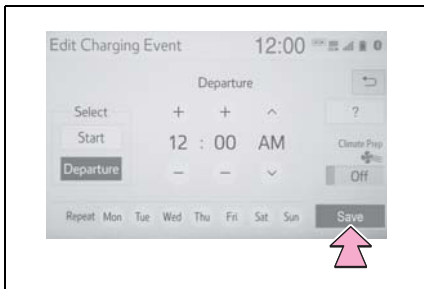 Edit Charging Event 12:00
Departure
Select + + ^
Start 12 : 00 AM
Departure − − ⌄
?
Climate Prep
Off
Repeat Mon Tue Wed Thu Fri Sat Sun Save